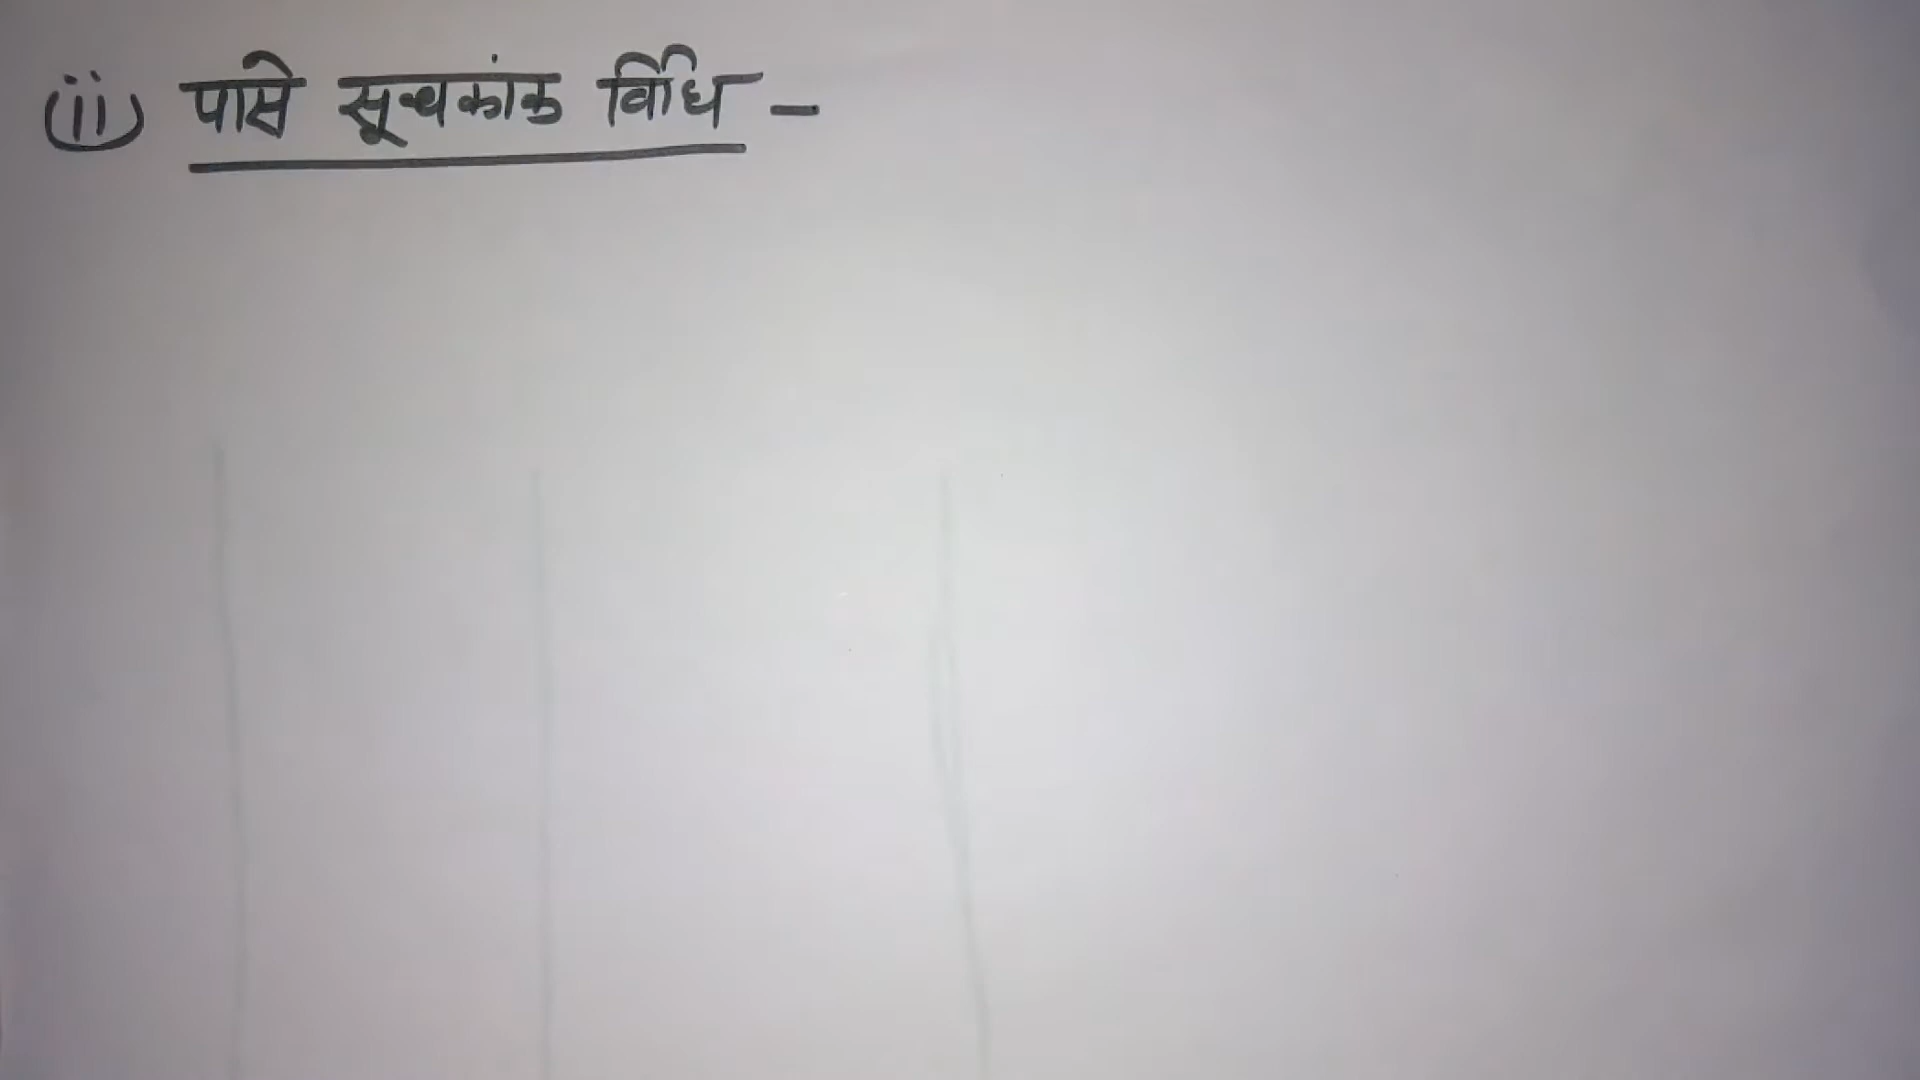 (ii) पासे सूचकांक विधि -